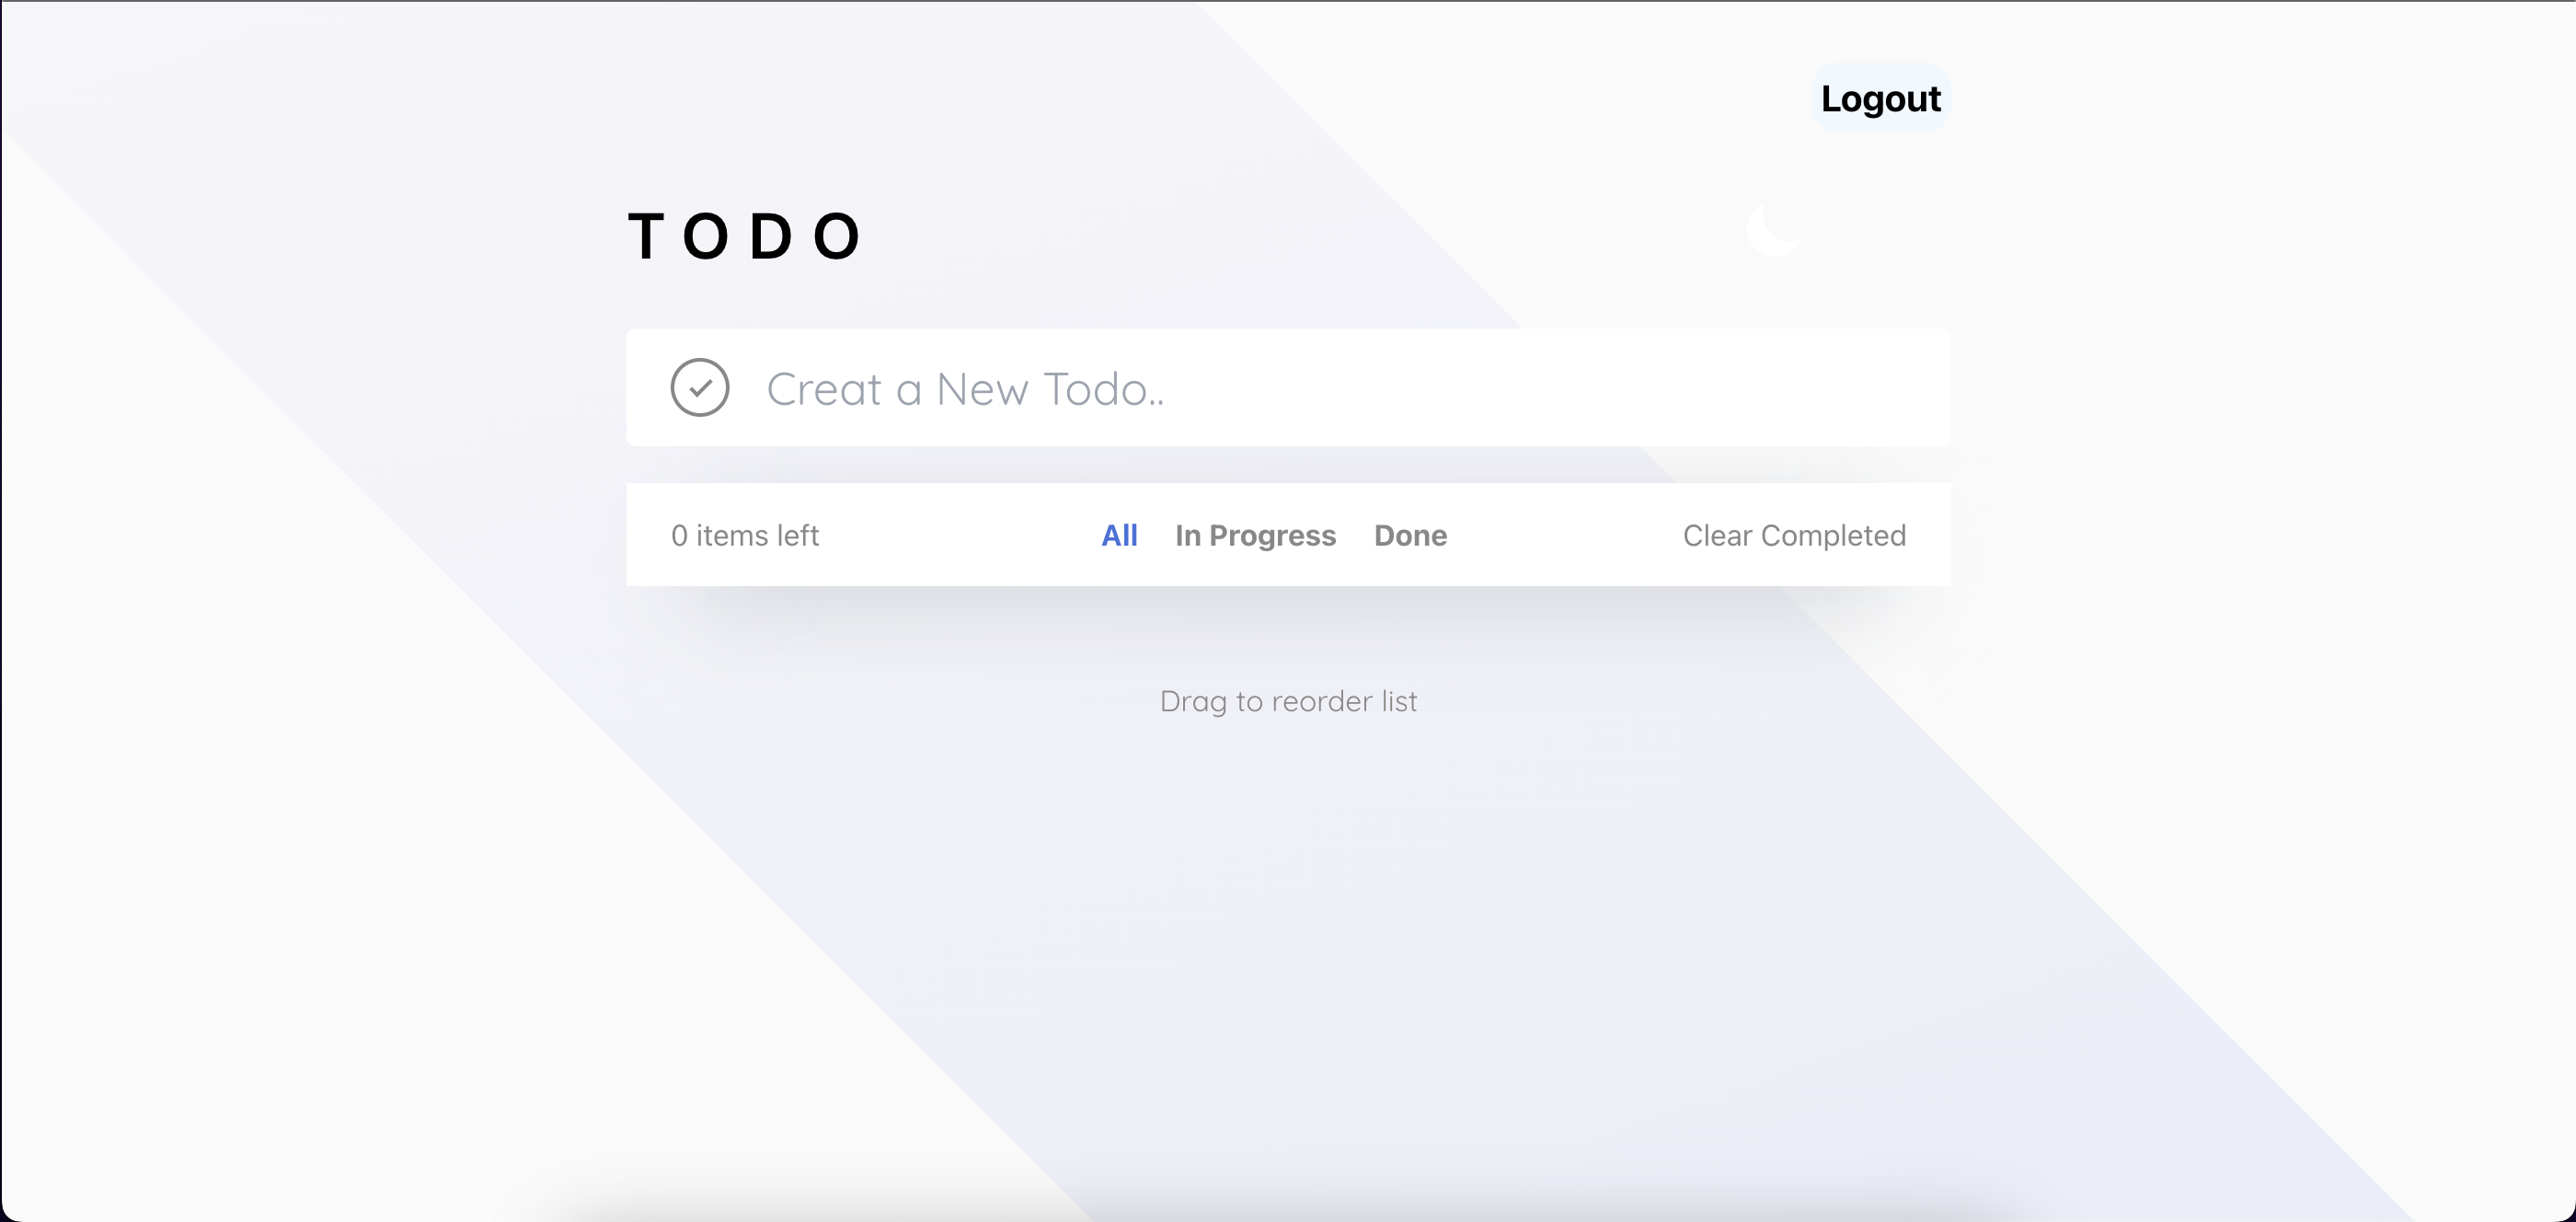 Logout
TODO
Creat a New Todo..
0 items left
All In Progress Done
Clear Completed
Drag to reorder list